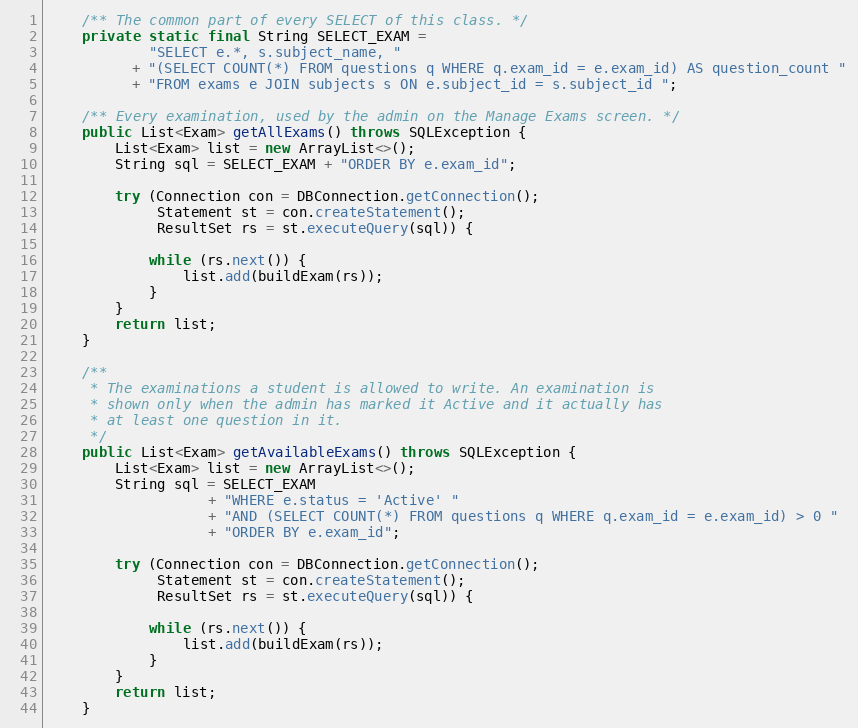 1     /** The common part of every SELECT of this class. */
2     private static final String SELECT_EXAM =
3             "SELECT e.*, s.subject_name, "
4           + "(SELECT COUNT(*) FROM questions q WHERE q.exam_id = e.exam_id) AS question_count "
5           + "FROM exams e JOIN subjects s ON e.subject_id = s.subject_id ";
6
7     /** Every examination, used by the admin on the Manage Exams screen. */
8     public List<Exam> getAllExams() throws SQLException {
9         List<Exam> list = new ArrayList<>();
10         String sql = SELECT_EXAM + "ORDER BY e.exam_id";
11
12         try (Connection con = DBConnection.getConnection();
13              Statement st = con.createStatement();
14              ResultSet rs = st.executeQuery(sql)) {
15
16             while (rs.next()) {
17                 list.add(buildExam(rs));
18             }
19         }
20         return list;
21     }
22
23     /**
24      * The examinations a student is allowed to write. An examination is
25      * shown only when the admin has marked it Active and it actually has
26      * at least one question in it.
27      */
28     public List<Exam> getAvailableExams() throws SQLException {
29         List<Exam> list = new ArrayList<>();
30         String sql = SELECT_EXAM
31                    + "WHERE e.status = 'Active' "
32                    + "AND (SELECT COUNT(*) FROM questions q WHERE q.exam_id = e.exam_id) > 0 "
33                    + "ORDER BY e.exam_id";
34
35         try (Connection con = DBConnection.getConnection();
36              Statement st = con.createStatement();
37              ResultSet rs = st.executeQuery(sql)) {
38
39             while (rs.next()) {
40                 list.add(buildExam(rs));
41             }
42         }
43         return list;
44     }